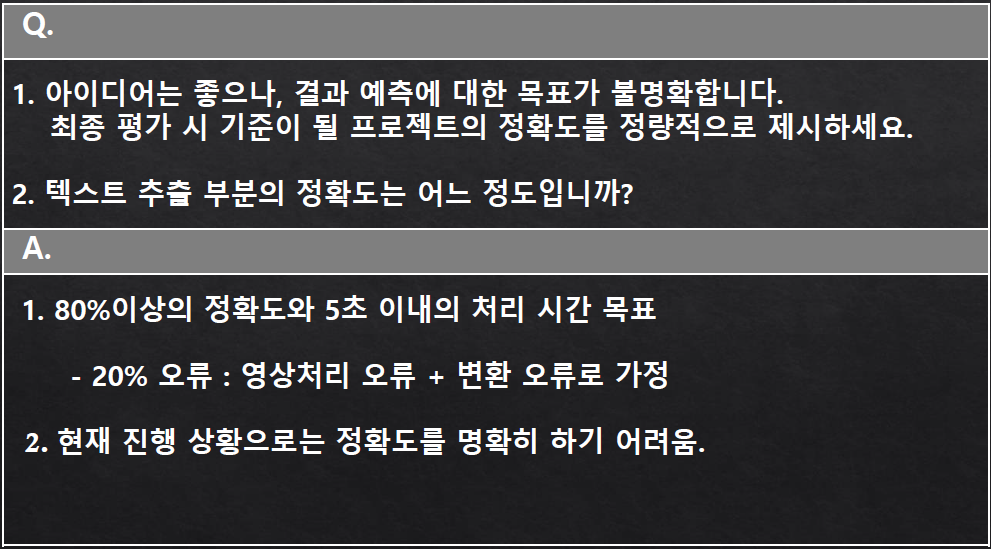 Q.
1. 아이디어는 좋으나, 결과 예측에 대한 목표가 불명확합니다.
최종 평가 시 기준이 될 프로젝트의 정확도를 정량적으로 제시하세요.
2. 텍스트 추출 부분의 정확도는 어느 정도입니까?
A.
1. 80%이상의 정확도와 5초 이내의 처리 시간 목표
- 20% 오류 : 영상처리 오류 + 변환 오류로 가정
2. 현재 진행 상황으로는 정확도를 명확히 하기 어려움.